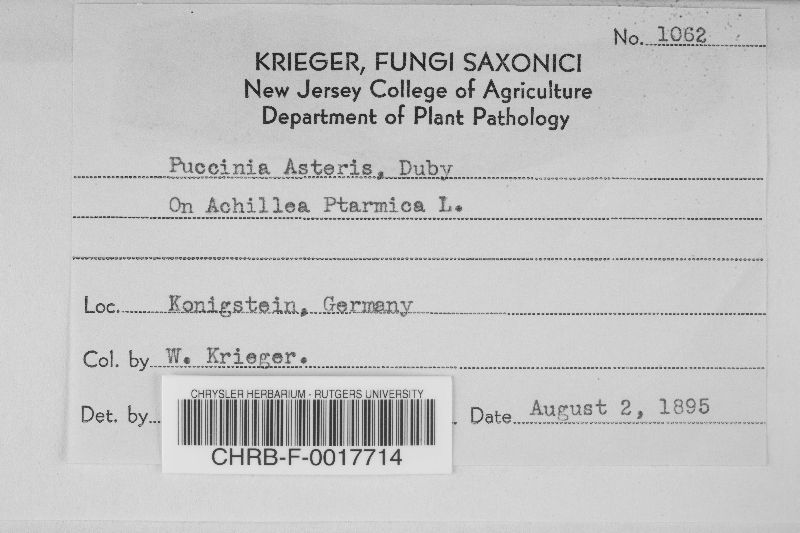 No. 1062
KRIEGER, FUNGI SAXONICI
New Jersey College of Agriculture
Department of Plant Pathology
Puccinia Asteris, Duby
On Achillea Ptarmica L.
Loc. Konigstein, Germany
Col. by W. Krieger.
Det. by Date August 2, 1895
CHRYSLER HERBARIUM - RUTGERS UNIVERSITY
CHRB-F-0017714